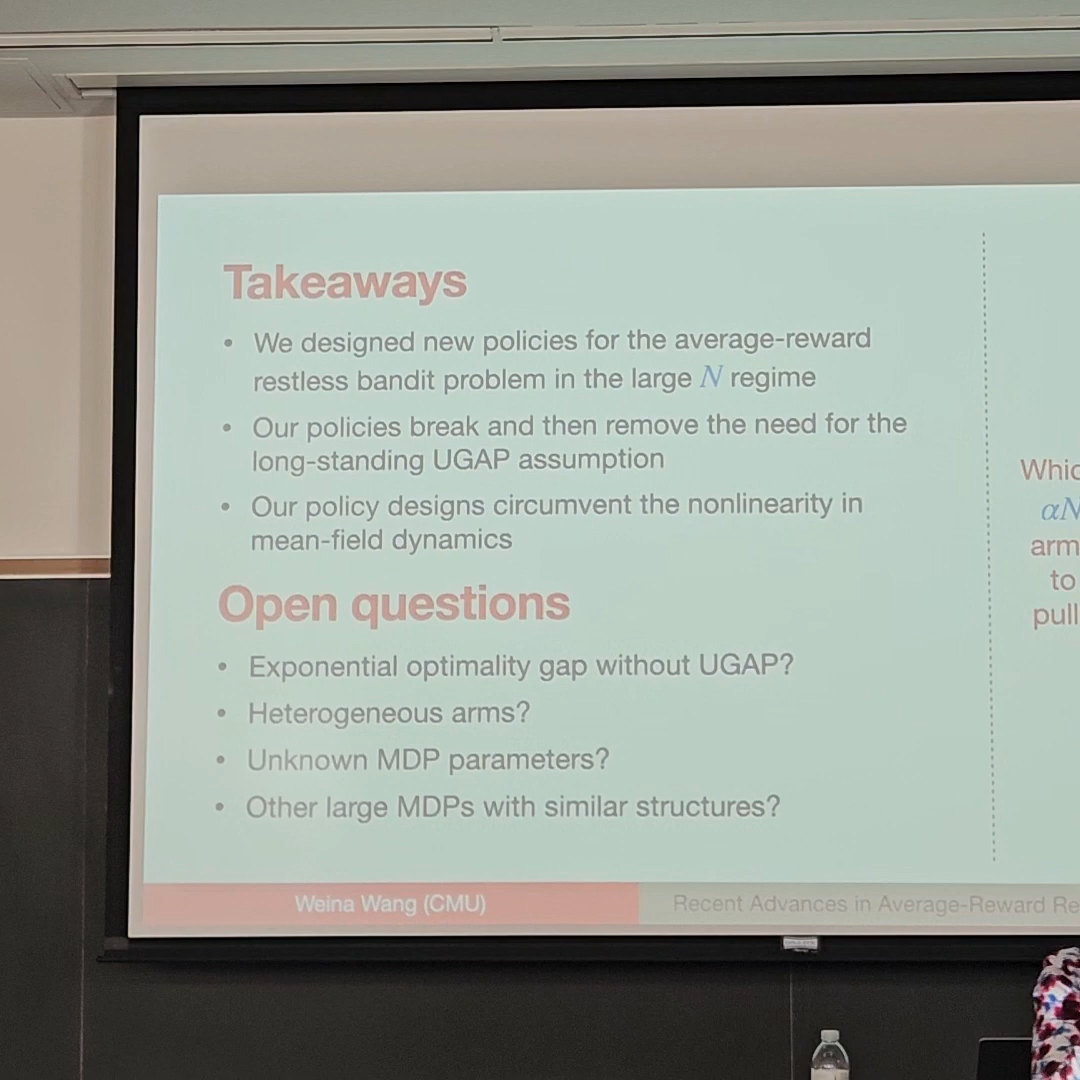 Takeaways
• We designed new policies for the average-reward
restless bandit problem in the large N regime
• Our policies break and then remove the need for the
long-standing UGAP assumption
• Our policy designs circumvent the nonlinearity in
mean-field dynamics
Open questions
• Exponential optimality gap without UGAP?
• Heterogeneous arms?
• Unknown MDP parameters?
• Other large MDPs with similar structures?
αN
arm
to
pull
Weina Wang (CMU)
Recent Advances in Average-Reward